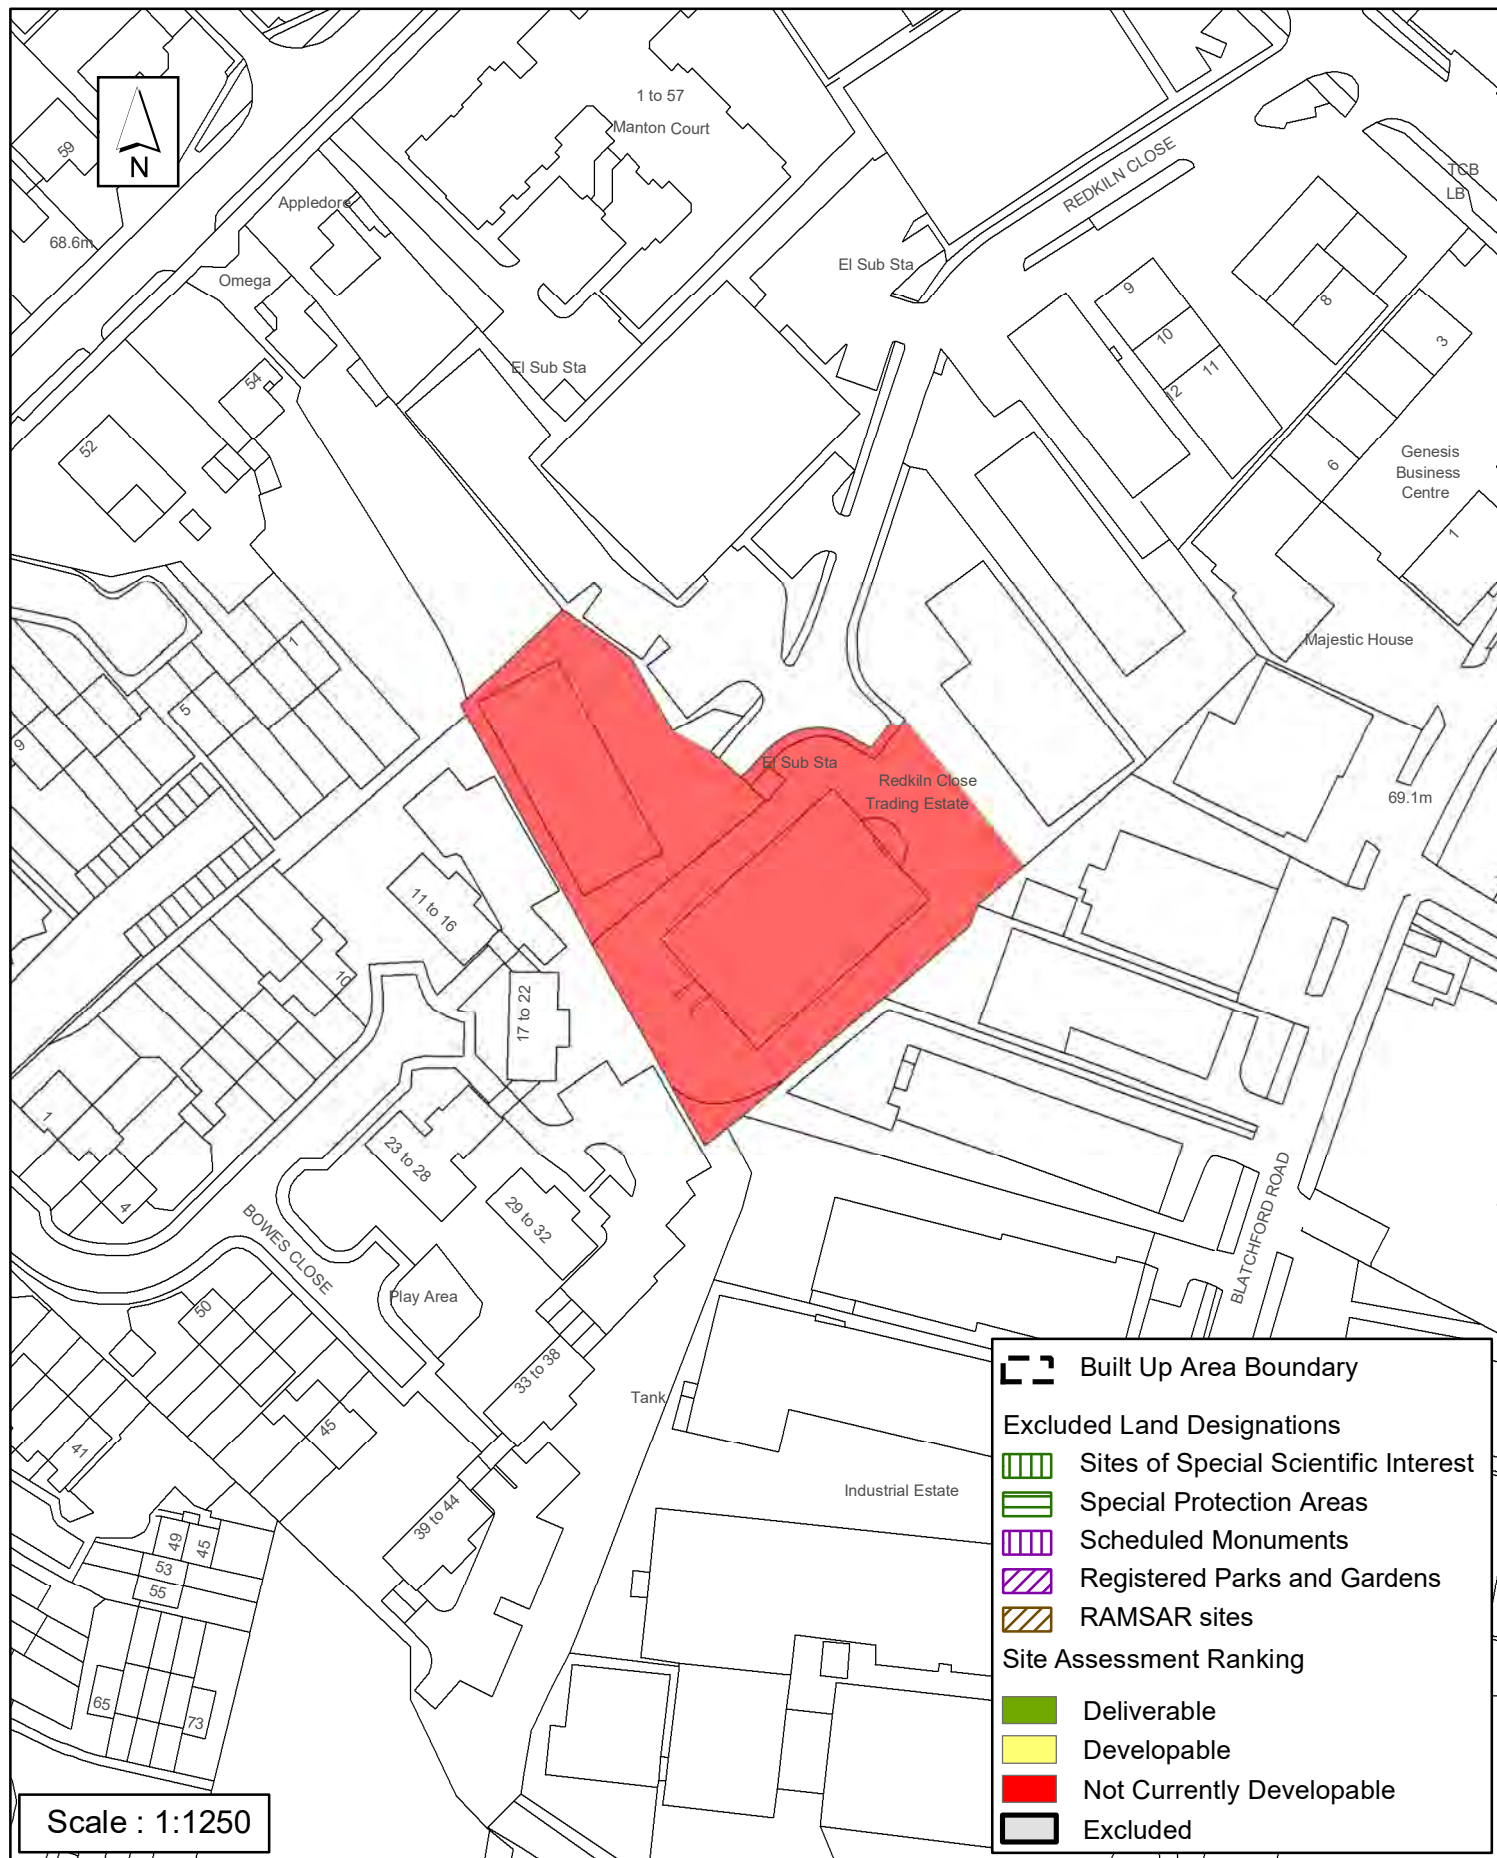 1 to 57
Manton Court
59
N
REDKILN CLOSE
TCB
LB
Appledore
68.6m
El Sub Sta
Omega
9
8
10
3
11
El Sub Sta
54
12
52
Genesis
Business
Centre
6
1
1
Majestic House
5
9
El Sub Sta
Redkiln Close
Trading Estate
69.1m
11 to 16
10
17 to 22
1
23 to 28
4
29 to 32
BOWES CLOSE
BLATCHFORD ROAD
Play Area
50
33 to 38
Tank
45
41
Industrial Estate
39 to 44
49
45
53
55
65
73
Scale : 1:1250
Built Up Area Boundary
Excluded Land Designations
Sites of Special Scientific Interest
Special Protection Areas
Scheduled Monuments
Registered Parks and Gardens
RAMSAR sites
Site Assessment Ranking
Deliverable
Developable
Not Currently Developable
Excluded